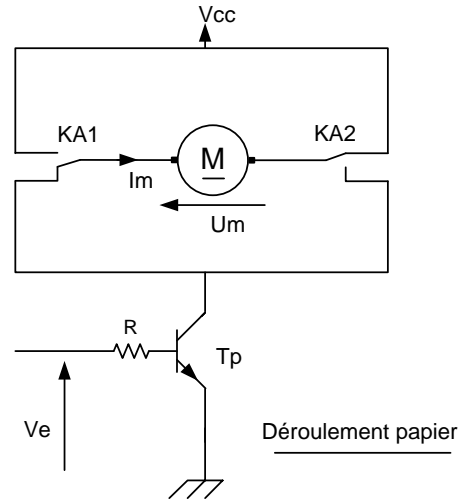 Vcc
KA1
KA2
M
Im
Um
R
Tp
Ve
Déroulement papier